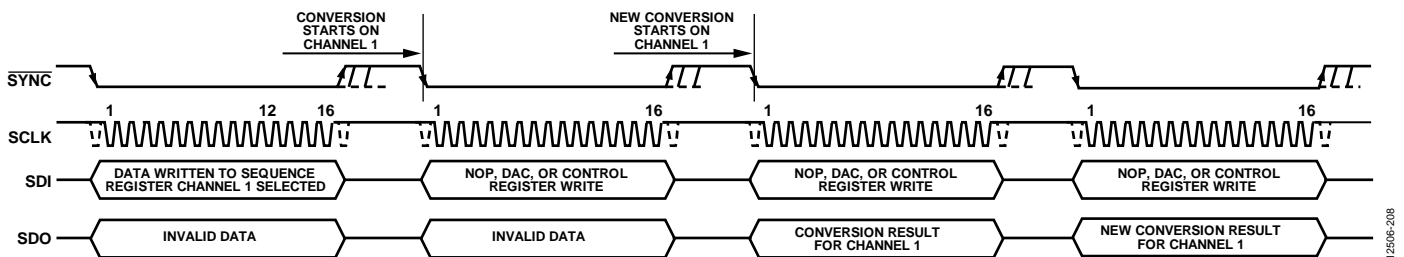 CONVERSION
STARTS ON
CHANNEL 1
NEW CONVERSION
STARTS ON
CHANNEL 1
SYNC
1 12 16 1 16 1 16 1 16
SCLK
SDI
DATA WRITTEN TO SEQUENCE
REGISTER CHANNEL 1 SELECTED
NOP, DAC, OR CONTROL
REGISTER WRITE
NOP, DAC, OR CONTROL
REGISTER WRITE
NOP, DAC, OR CONTROL
REGISTER WRITE
SDO
INVALID DATA
INVALID DATA
CONVERSION RESULT
FOR CHANNEL 1
NEW CONVERSION RESULT
FOR CHANNEL 1
12506-208